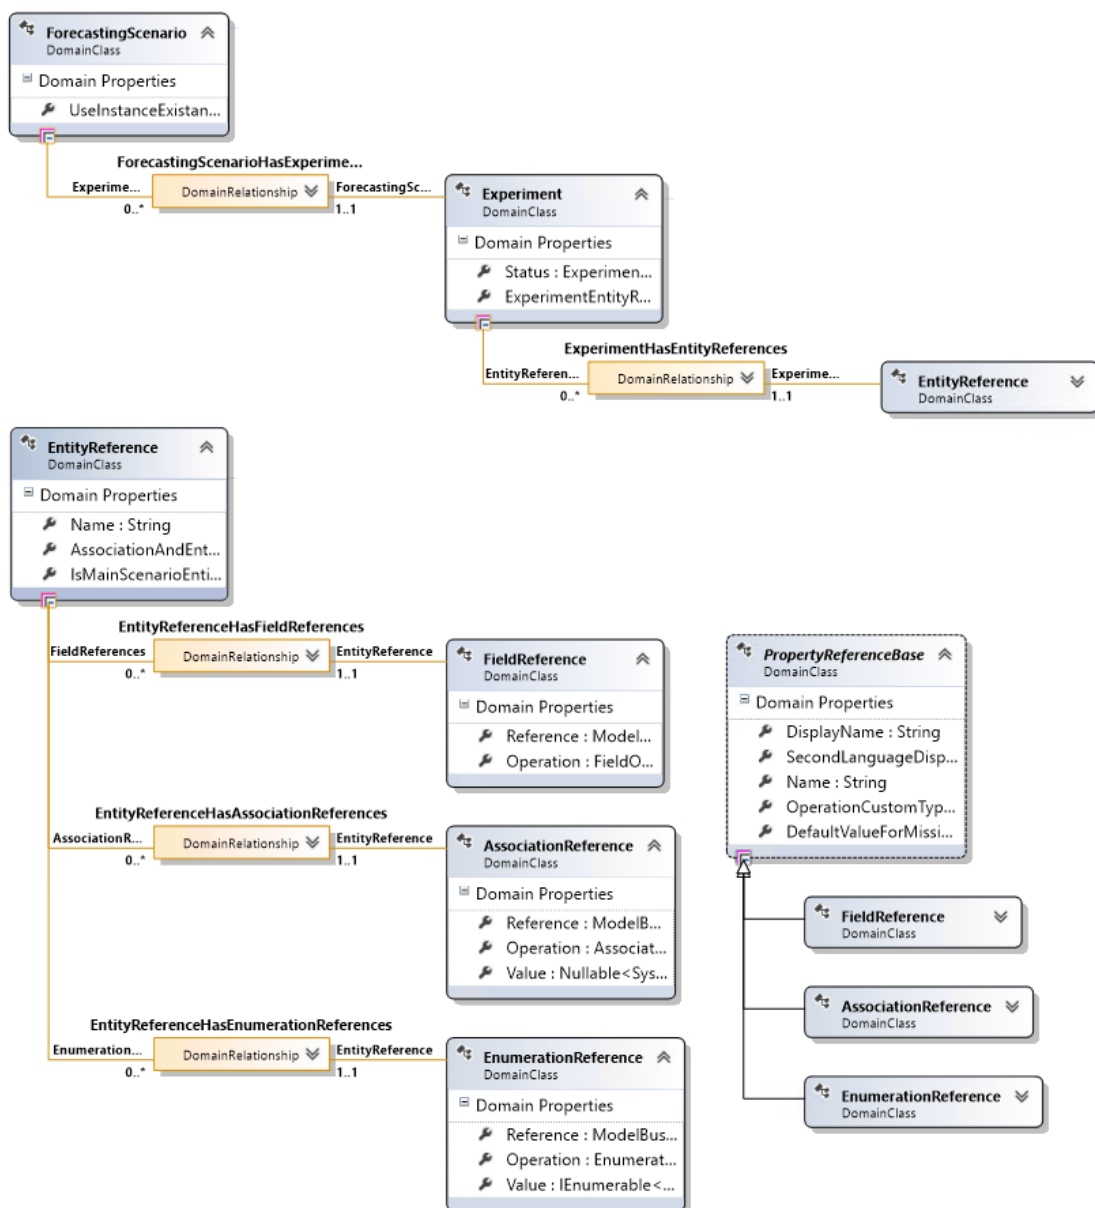 ForecastingScenario
DomainClass
Domain Properties
UseInstanceExistan...
ForecastingScenarioHasExperime...
Experime...
DomainRelationship
ForecastingSc...
0..*
1..1
Experiment
DomainClass
Domain Properties
Status : Experimen...
ExperimentEntityR...
ExperimentHasEntityReferences
EntityReferen...
DomainRelationship
Experime...
0..*
1..1
EntityReference
DomainClass
EntityReference
DomainClass
Domain Properties
Name : String
AssociationAndEnt...
IsMainScenarioEnti...
EntityReferenceHasFieldReferences
FieldReferences
DomainRelationship
EntityReference
0..*
1..1
FieldReference
DomainClass
Domain Properties
Reference : Model...
Operation : FieldO...
EntityReferenceHasAssociationReferences
AssociationR...
DomainRelationship
EntityReference
0..*
1..1
AssociationReference
DomainClass
Domain Properties
Reference : ModelB...
Operation : Associat...
Value : Nullable<Sys...
EntityReferenceHasEnumerationReferences
Enumeration...
DomainRelationship
EntityReference
0..*
1..1
EnumerationReference
DomainClass
Domain Properties
Reference : ModelBus...
Operation : Enumerat...
Value : IEnumerable<...
PropertyReferenceBase
DomainClass
Domain Properties
DisplayName : String
SecondLanguageDisp...
Name : String
OperationCustomTyp...
DefaultValueForMissi...
FieldReference
DomainClass
AssociationReference
DomainClass
EnumerationReference
DomainClass